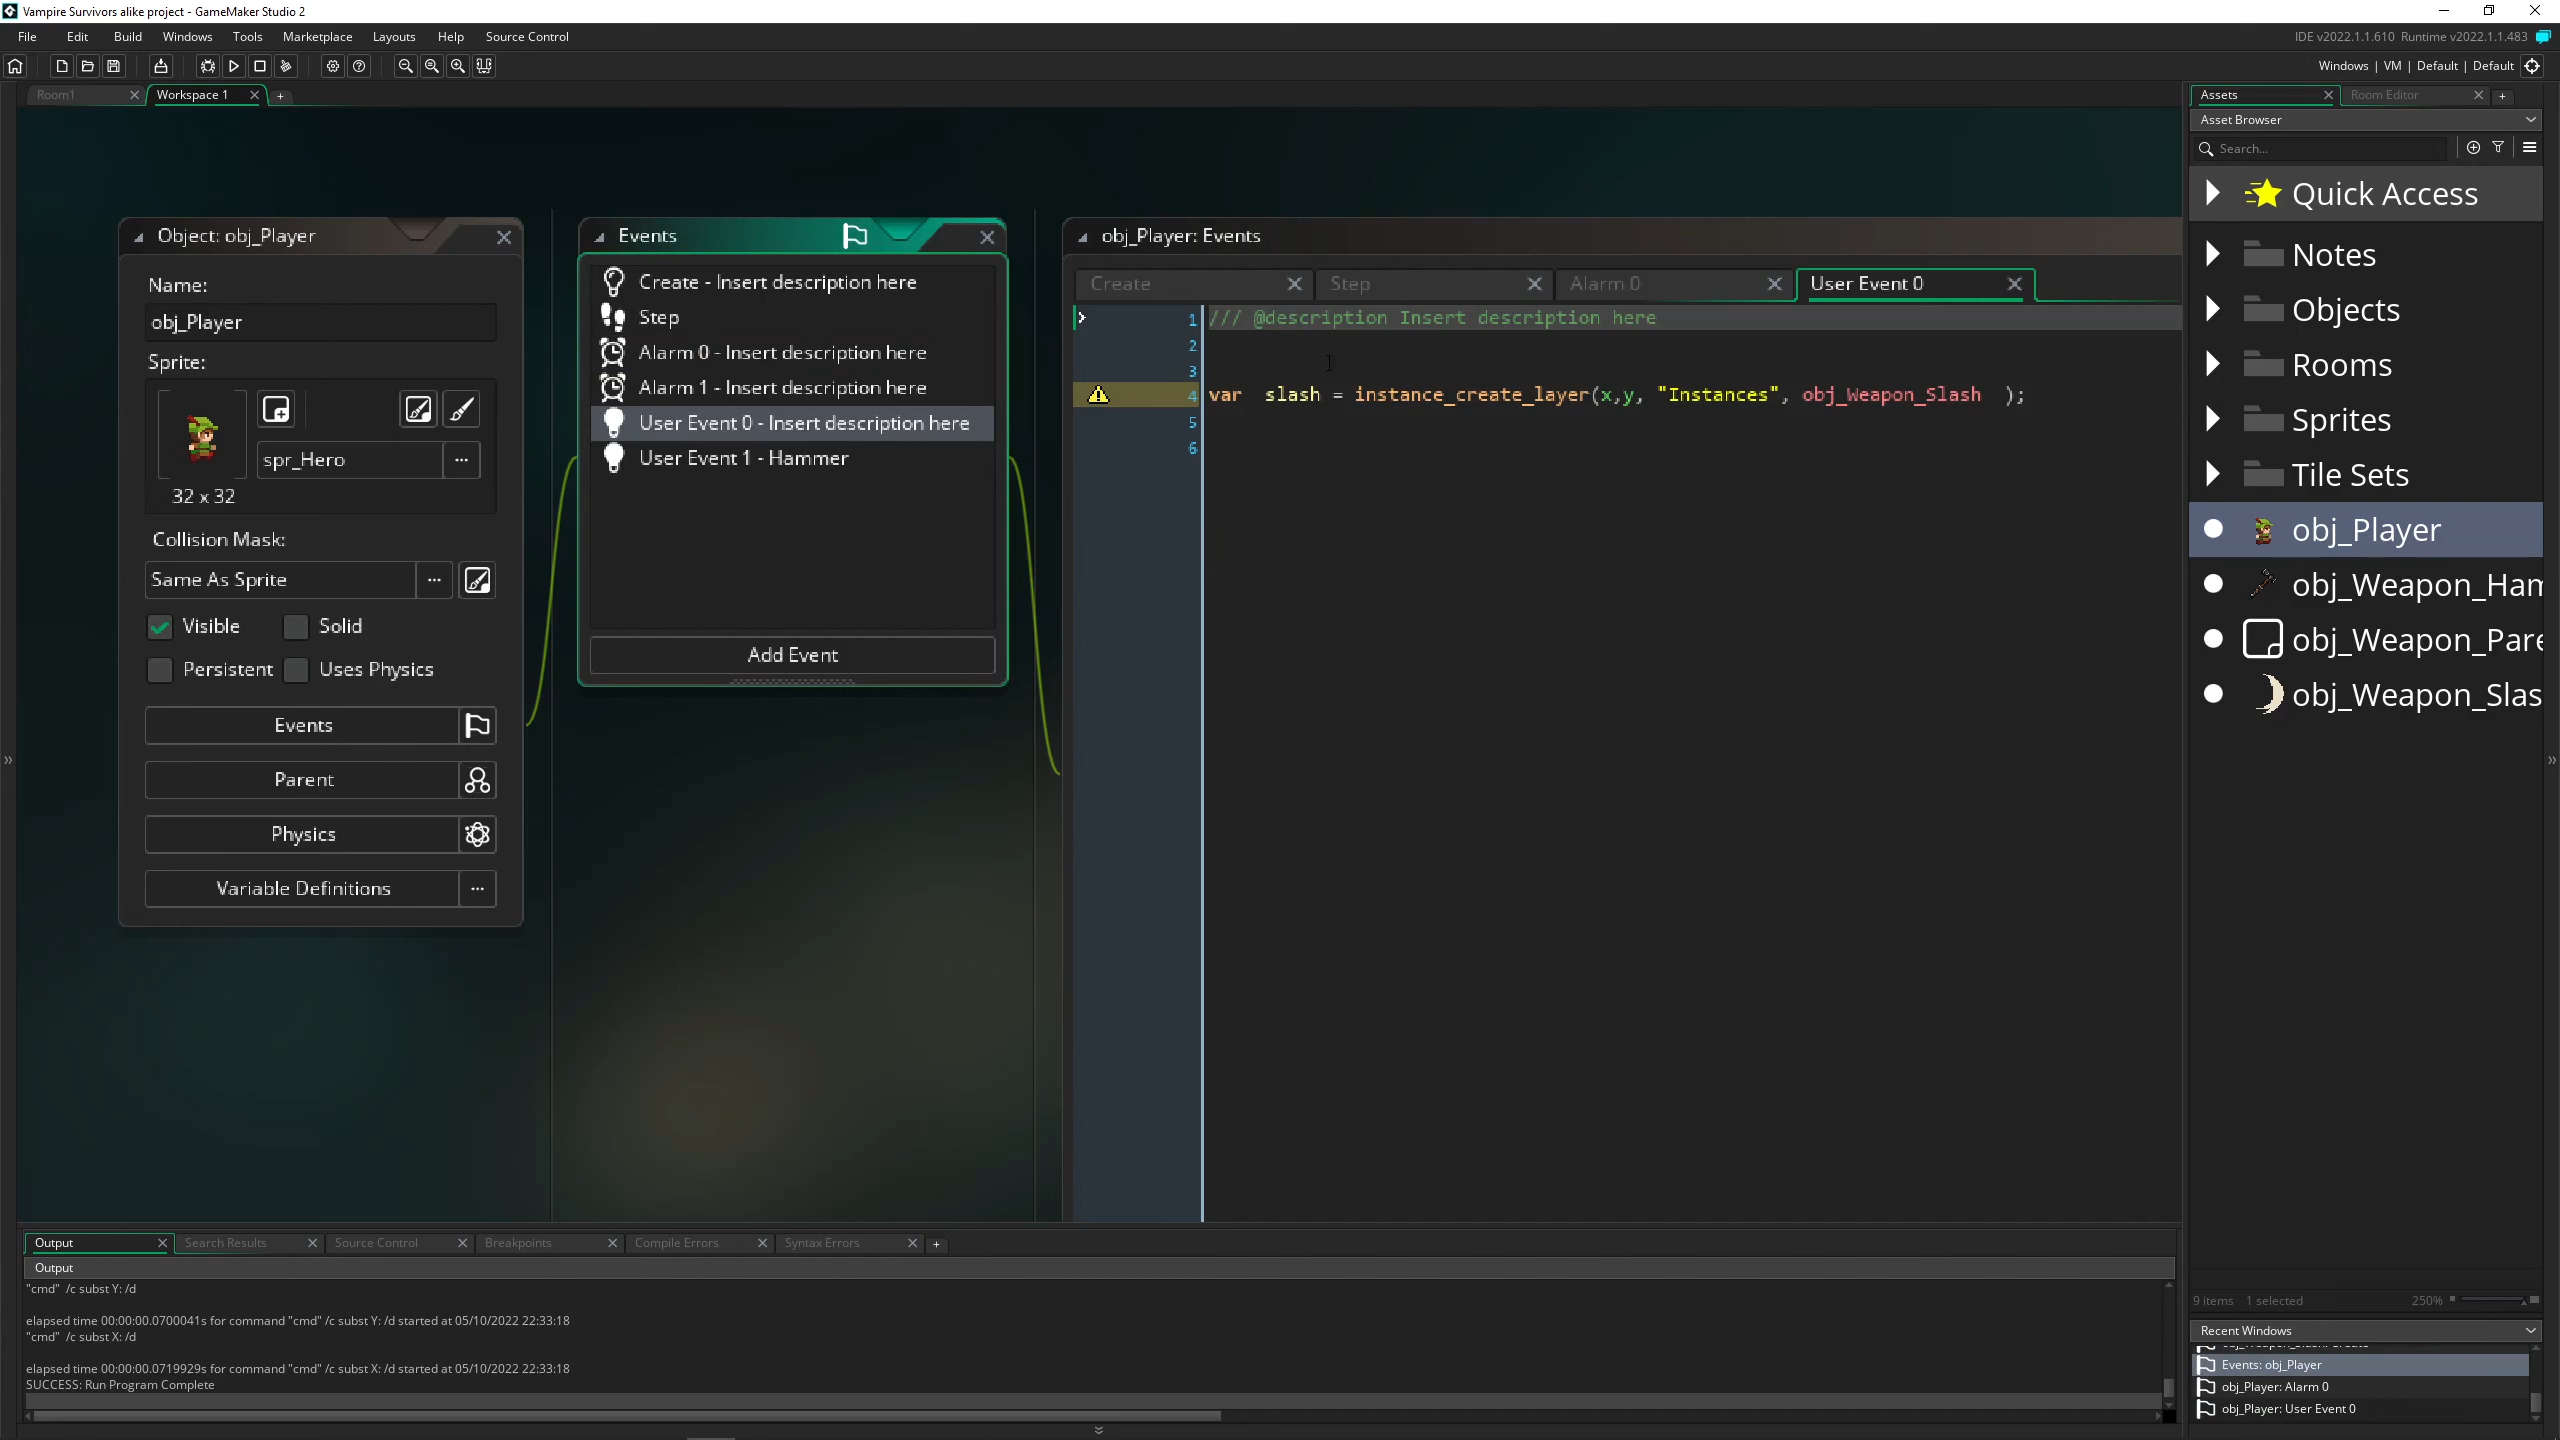 Vampire Survivors alike project - GameMaker Studio 2
File Edit Build Windows Tools Marketplace Layouts Help Source Control
IDE v2022.1.1.610 Runtime v2022.1.1.483
Windows | VM | Default | Default
Room1 Workspace 1
Assets Room Editor
Asset Browser
Search...
Quick Access
Notes
Objects
Rooms
Sprites
Tile Sets
obj_Player
obj_Weapon_Ham
obj_Weapon_Pare
obj_Weapon_Slas
9 items 1 selected 250%
Recent Windows
Events: obj_Player
obj_Player: Alarm 0
obj_Player: User Event 0
Object: obj_Player
Name:
obj_Player
Sprite:
spr_Hero
32 x 32
Collision Mask:
Same As Sprite
Visible Solid
Persistent Uses Physics
Events
Parent
Physics
Variable Definitions
Events
Create - Insert description here
Step
Alarm 0 - Insert description here
Alarm 1 - Insert description here
User Event 0 - Insert description here
User Event 1 - Hammer
Add Event
obj_Player: Events
Create Step Alarm 0 User Event 0
1 /// @description Insert description here
2
3
4 var slash = instance_create_layer(x,y, "Instances", obj_Weapon_Slash );
5
6
Output Search Results Source Control Breakpoints Compile Errors Syntax Errors
Output
"cmd" /c subst Y: /d
elapsed time 00:00:00.0700041s for command "cmd" /c subst Y: /d started at 05/10/2022 22:33:18
"cmd" /c subst X: /d
elapsed time 00:00:00.0719929s for command "cmd" /c subst X: /d started at 05/10/2022 22:33:18
SUCCESS: Run Program Complete